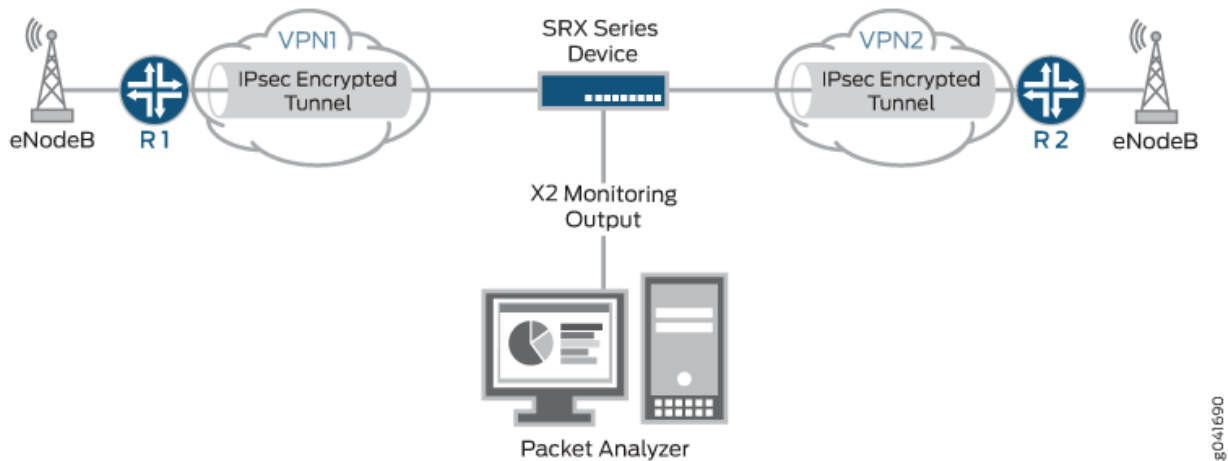 VPN1
IPsec Encrypted
Tunnel
eNodeB
R1
SRX Series
Device
VPN2
IPsec Encrypted
Tunnel
R2
eNodeB
X2 Monitoring
Output
Packet Analyzer
g041690